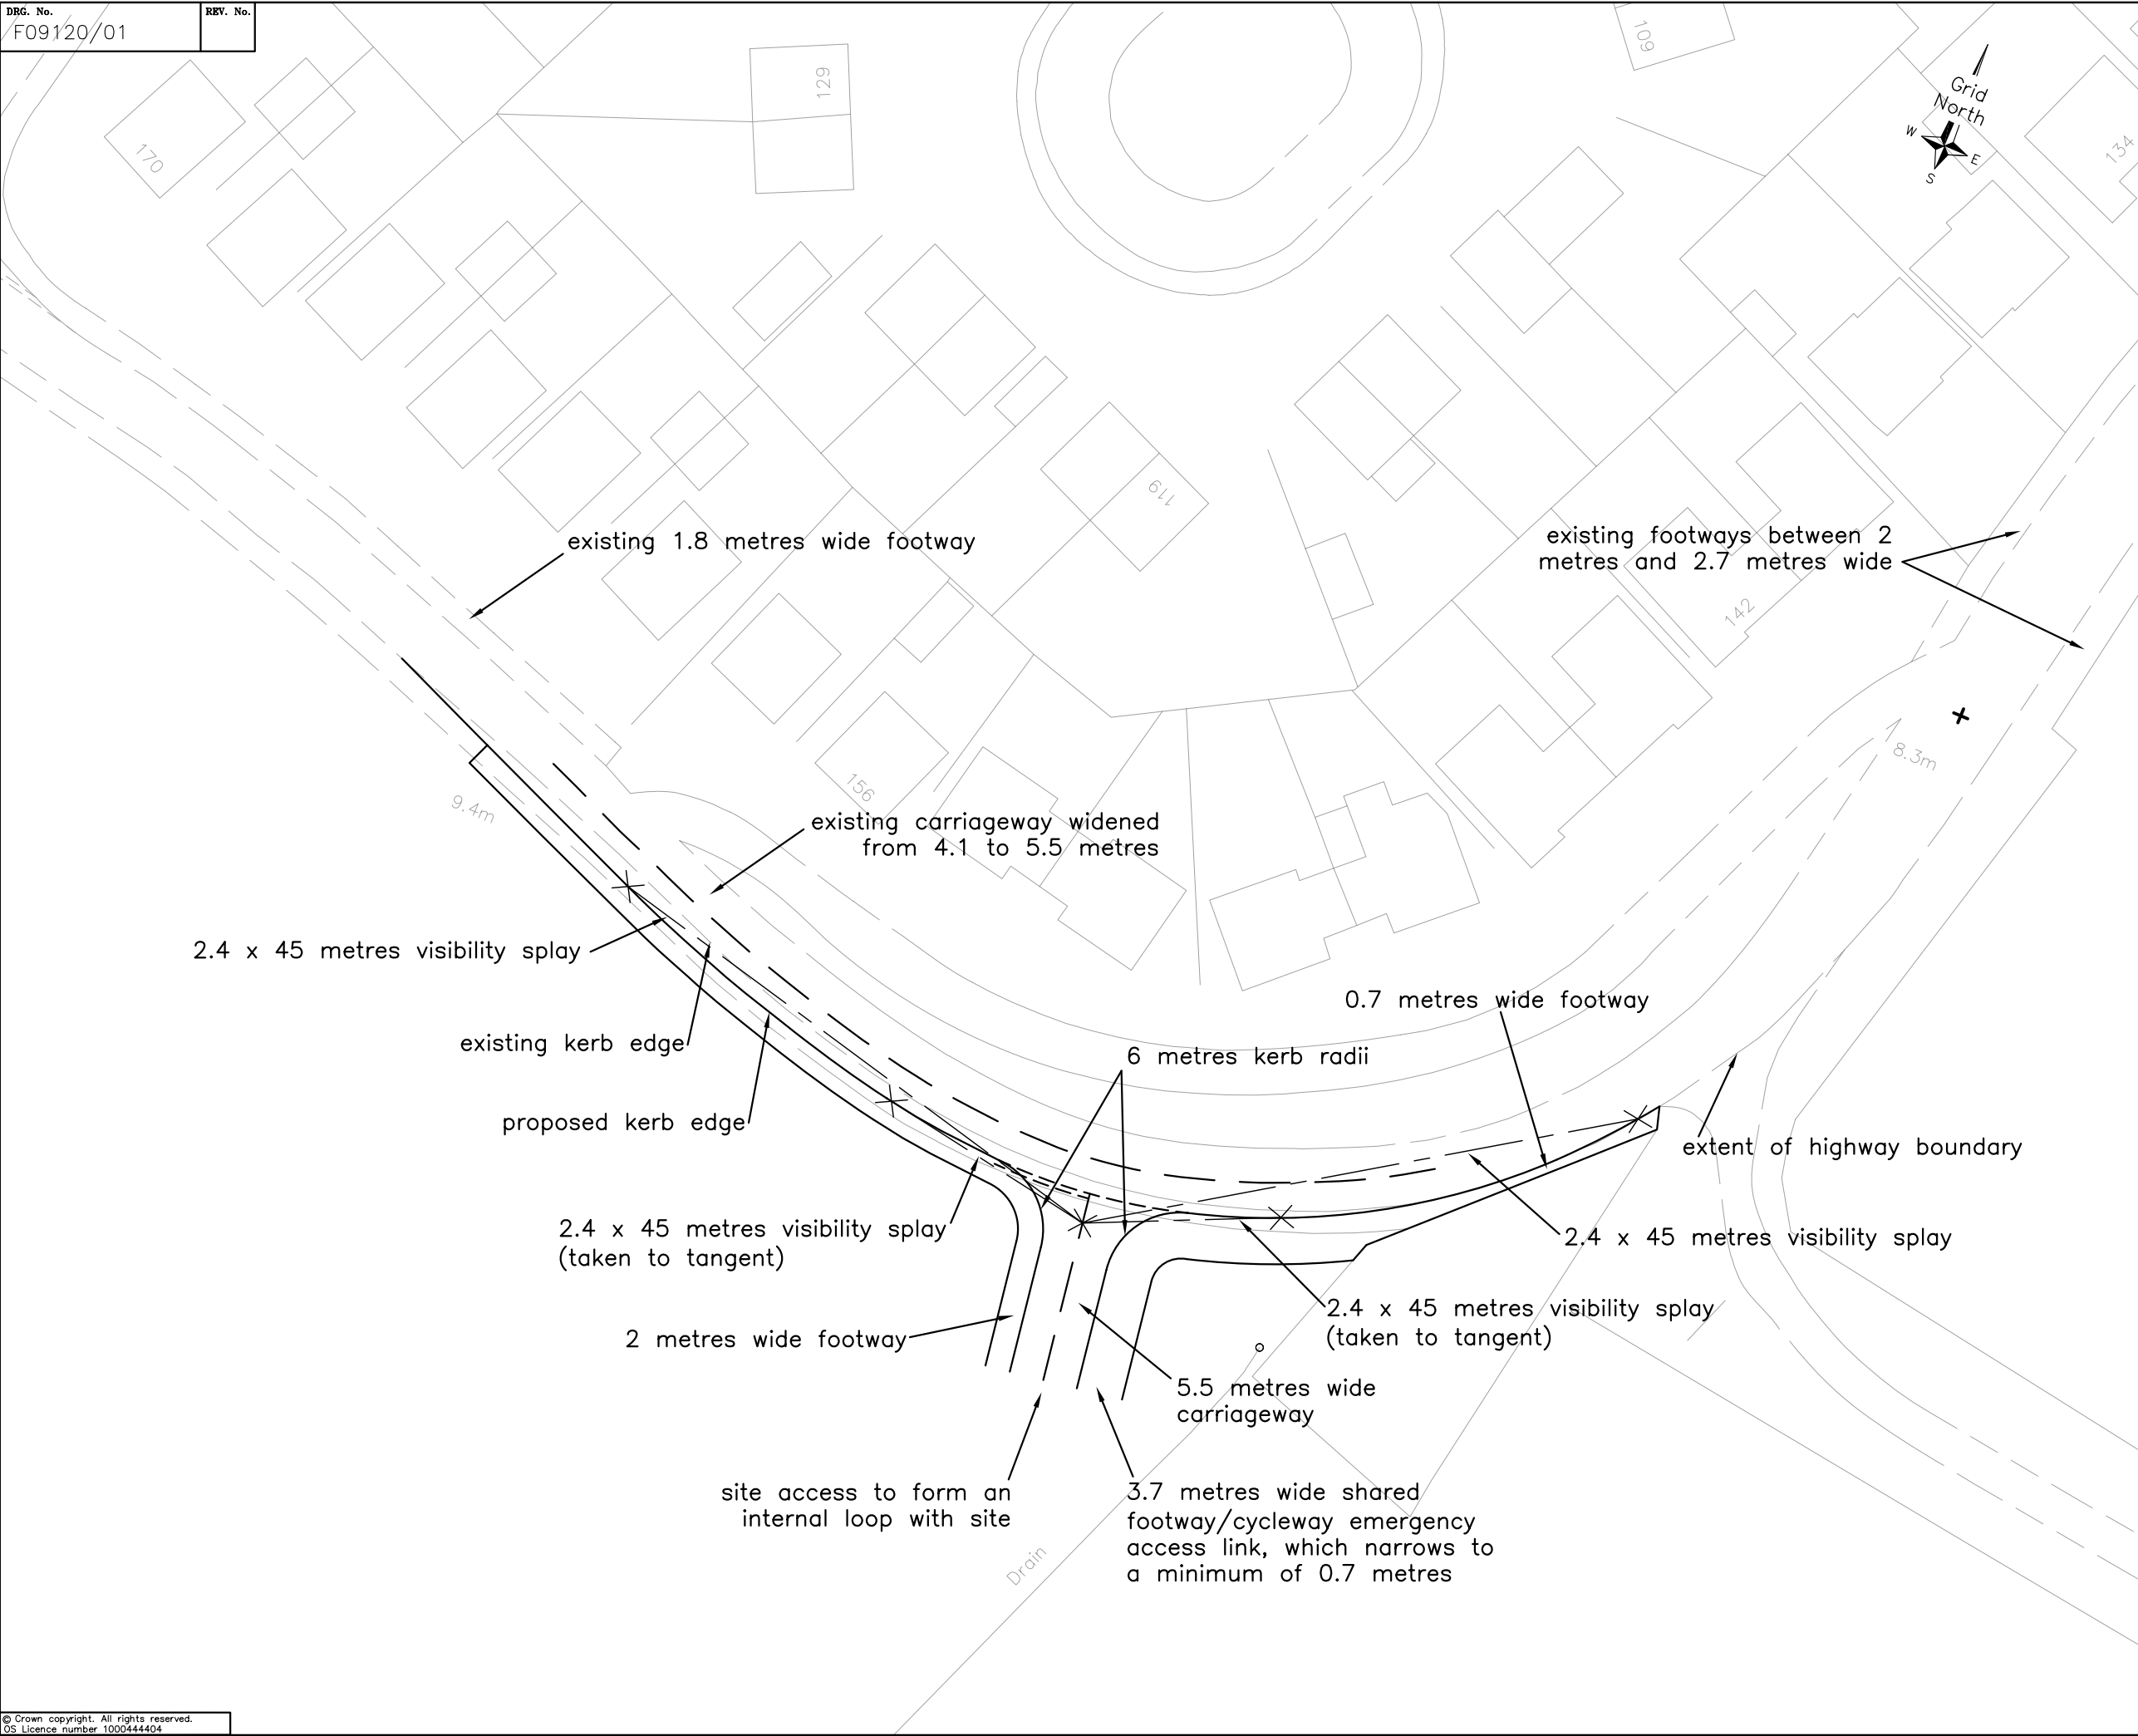 DRG. No.
F09120/01
REV. No.
109
Grid
North
W
E
S
129
170
134
119
existing 1.8 metres wide footway
existing footways between 2
metres and 2.7 metres wide
142
8.3m
156
9.4m
existing carriageway widened
from 4.1 to 5.5 metres
2.4 x 45 metres visibility splay
0.7 metres wide footway
existing kerb edge
6 metres kerb radii
proposed kerb edge
extent of highway boundary
2.4 x 45 metres visibility splay
(taken to tangent)
2.4 x 45 metres visibility splay
2.4 x 45 metres visibility splay
(taken to tangent)
2 metres wide footway
5.5 metres wide
carriageway
site access to form an
internal loop with site
3.7 metres wide shared
footway/cycleway emergency
access link, which narrows to
a minimum of 0.7 metres
Drain
© Crown copyright. All rights reserved.
OS Licence number 1000444404